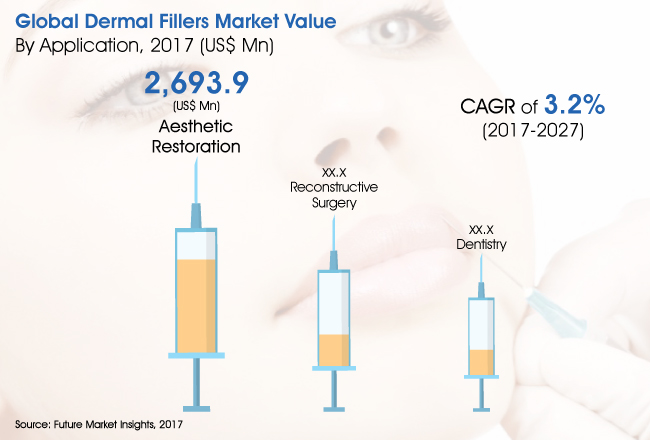 Global Dermal Fillers Market Value
By Application, 2017 (US$ Mn)
2,693.9
(US$ Mn)
Aesthetic
Restoration
CAGR of 3.2%
(2017-2027)
xx.x
Reconstructive
Surgery
xx.x
Dentistry
Source: Future Market Insights, 2017